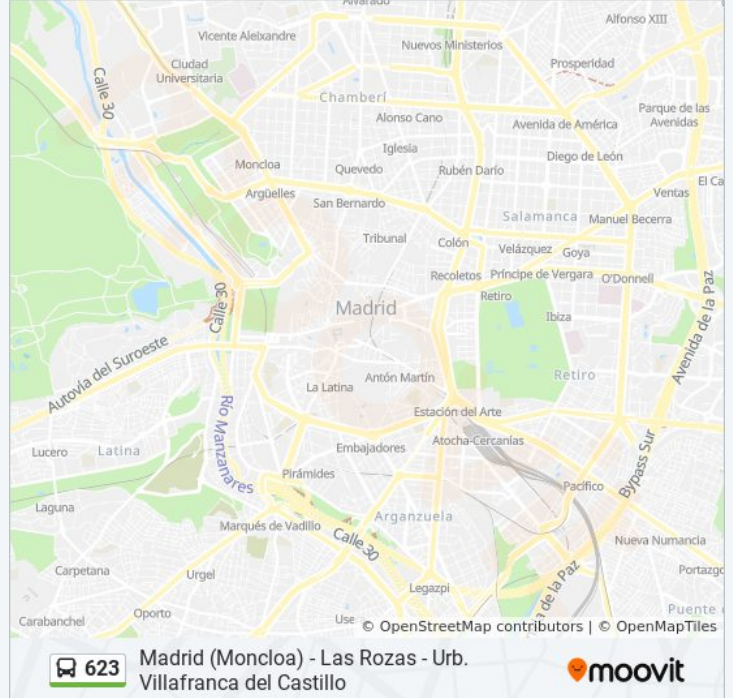 Alvarado
Alfonso XIII
Vicente Aleixandre
Nuevos Ministerios
Ciudad
Universitaria
Prosperidad
Calle 30
Chamberí
Parque de las
Avenidas
Alonso Cano
Avenida de América
Iglesia
Diego de León
Moncloa
Quevedo
Rubén Darío
El Ca
Argüelles
Ventas
San Bernardo
Salamanca
Manuel Becerra
Tribunal
Colón
Velázquez
Goya
Recoletos
Príncipe de Vergara
O'Donnell
Calle 30
Retiro
Madrid
Ibiza
Avenida de la Paz
Autovía del Suroeste
La Latina
Antón Martín
Retiro
Estación del Arte
Río Manzanares
Lucero
Latina
Embajadores
Atocha-Cercanías
Bypass Sur
Pirámides
Pacífico
Laguna
Marqués de Vadillo
Arganzuela
Calle 30
Nueva Numancia
Carpetana
Urgel
Legazpi
a de la Paz
Portazgo
Carabanchel
Oporto
Use
Puente
© OpenStreetMap contributors | © OpenMapTiles
623
Madrid (Moncloa) - Las Rozas - Urb.
Villafranca del Castillo
moovit